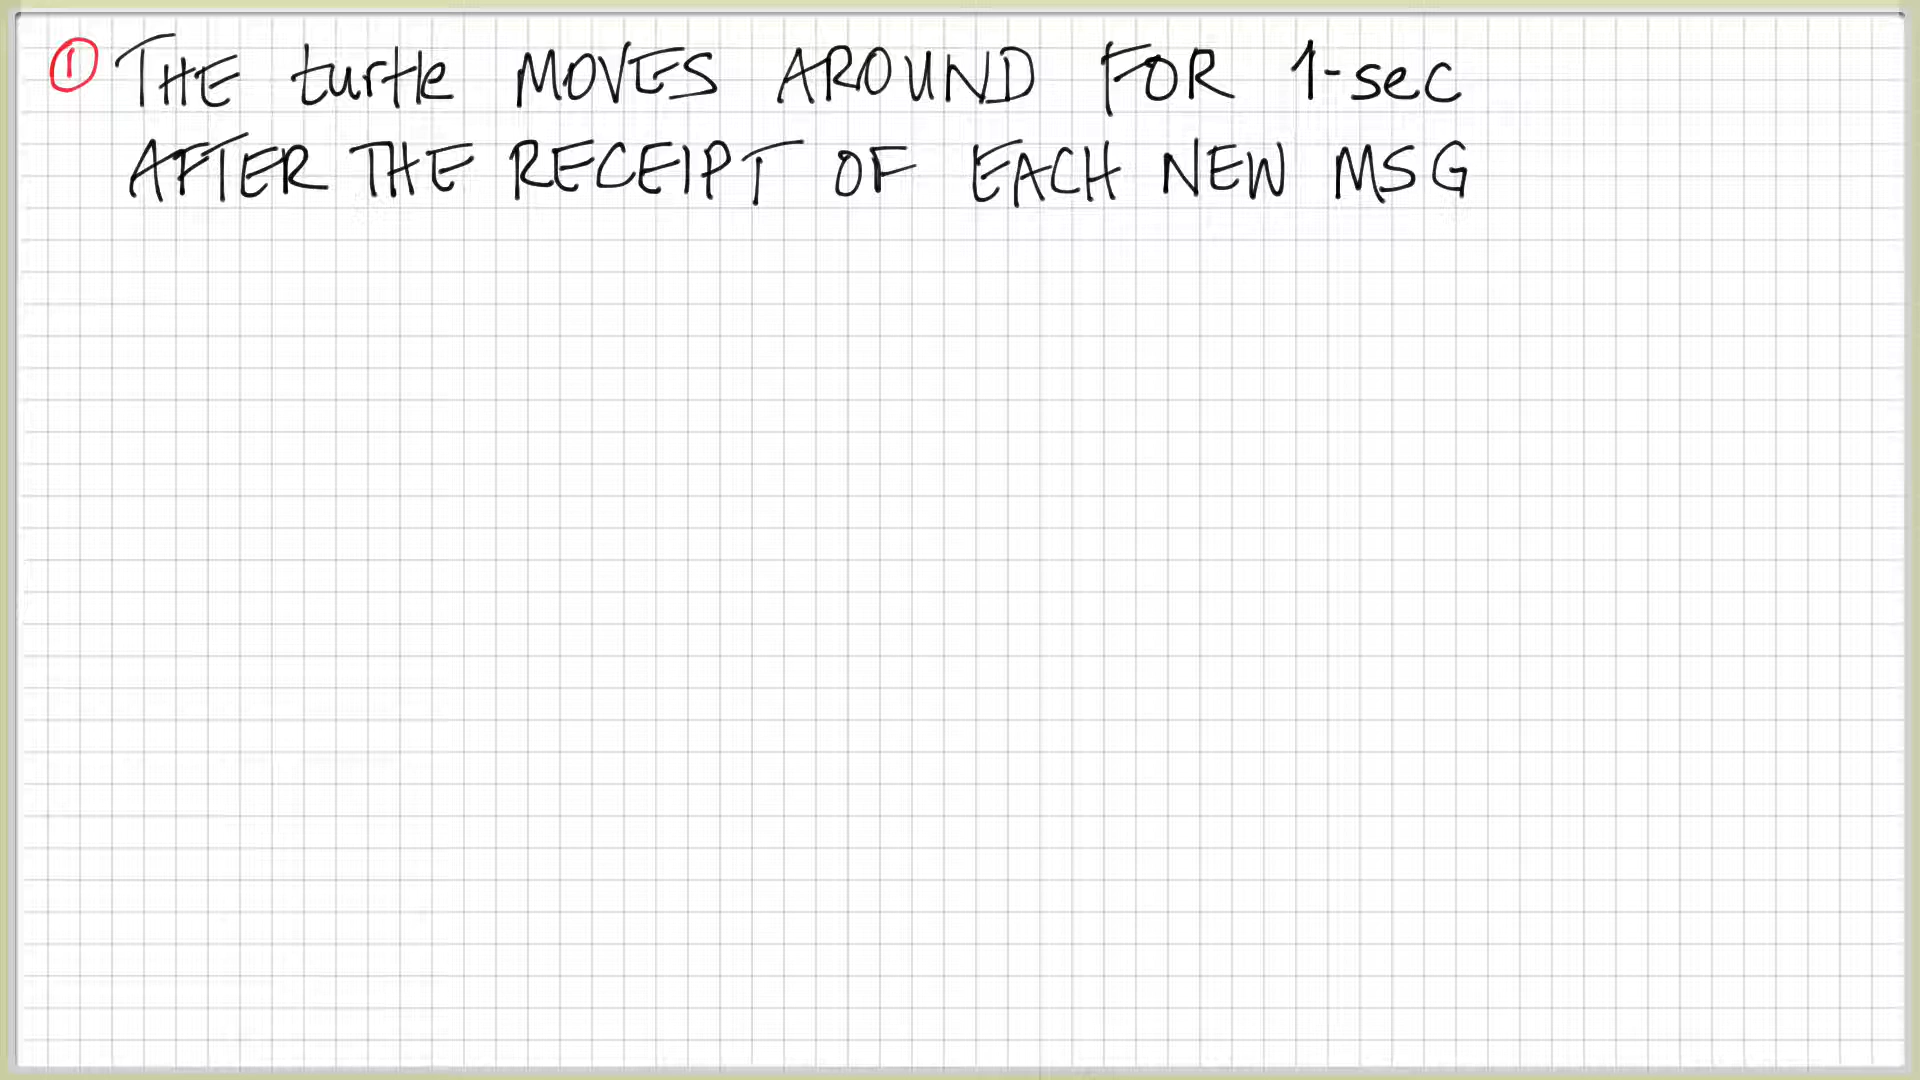 ① THE turtle MOVES AROUND FOR 1-sec
AFTER THE RECEIPT OF EACH NEW MSG